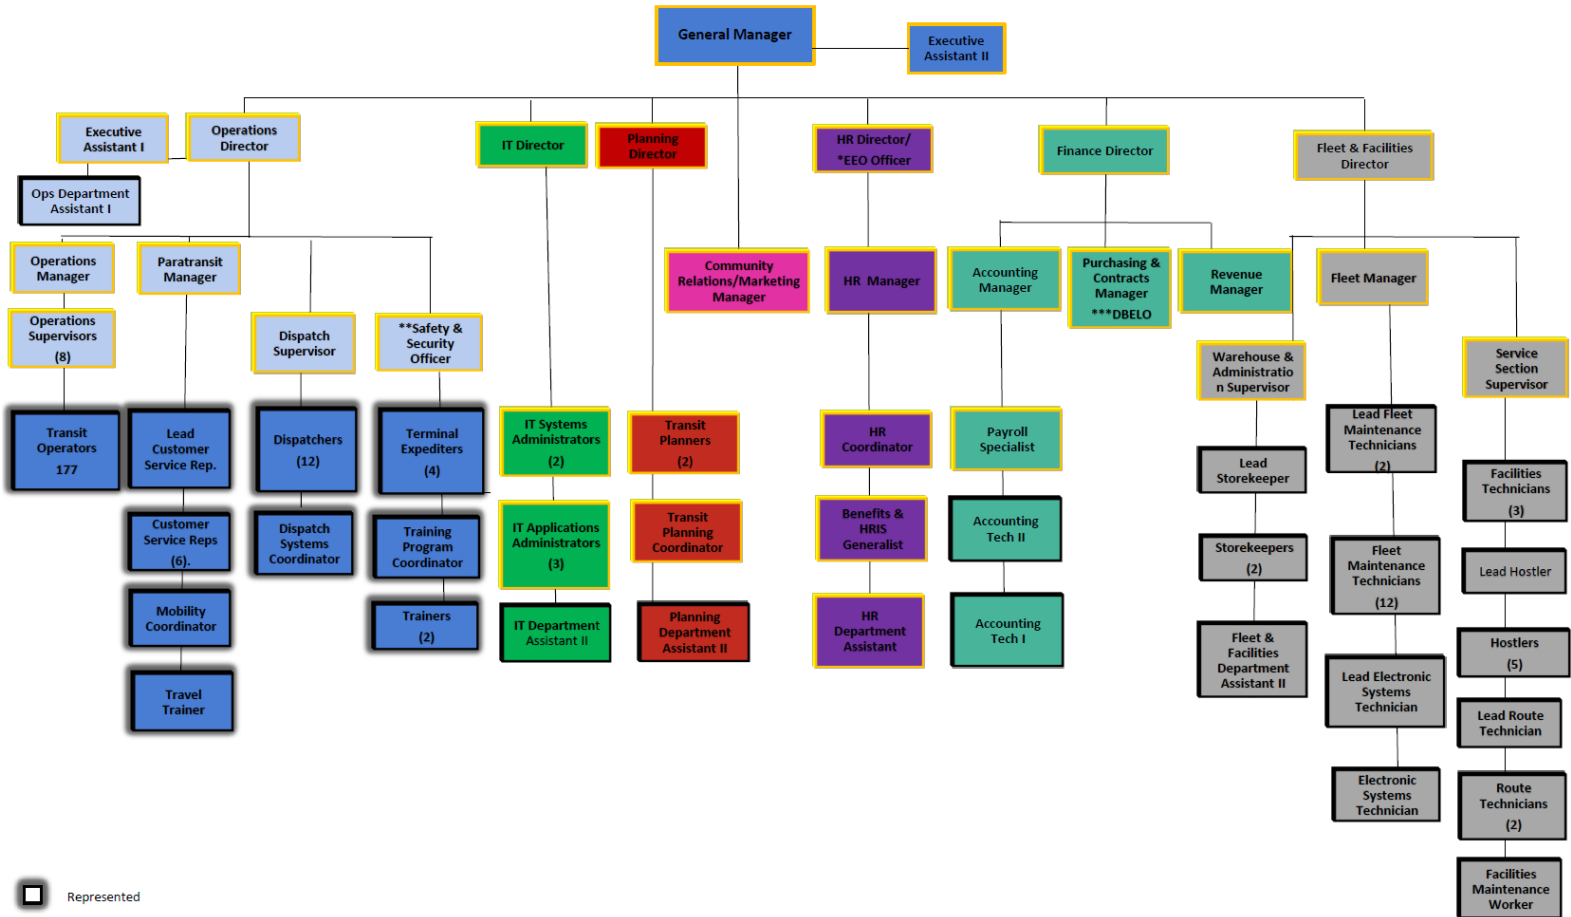 General Manager
Executive
Assistant II
Executive
Assistant I
Operations
Director
IT Director
Planning
Director
HR Director/
*EEO Officer
Finance Director
Fleet & Facilities
Director
Ops Department
Assistant I
Operations
Manager
Paratransit
Manager
Community
Relations/Marketing
Manager
HR Manager
Accounting
Manager
Purchasing &
Contracts
Manager
***DBELO
Revenue
Manager
Fleet Manager
Operations
Supervisors
(8)
Dispatch
Supervisor
**Safety &
Security
Officer
Warehouse &
Administratio
n Supervisor
Service
Section
Supervisor
Transit
Operators
177
Lead
Customer
Service Rep.
Dispatchers
(12)
Terminal
Expediters
(4)
IT Systems
Administrators
(2)
Transit
Planners
(2)
HR
Coordinator
Payroll
Specialist
Lead Fleet
Maintenance
Technicians
(2)
Lead
Storekeeper
Facilities
Technicians
(3)
Customer
Service Reps
(6).
Dispatch
Systems
Coordinator
Training
Program
Coordinator
IT Applications
Administrators
(3)
Transit
Planning
Coordinator
Benefits &
HRIS
Generalist
Accounting
Tech II
Storekeepers
(2)
Fleet
Maintenance
Technicians
(12)
Lead Hostler
Mobility
Coordinator
Trainers
(2)
IT Department
Assistant II
Planning
Department
Assistant II
HR
Department
Assistant
Accounting
Tech I
Fleet &
Facilities
Department
Assistant II
Hostlers
(5)
Travel
Trainer
Lead Electronic
Systems
Technician
Lead Route
Technician
Electronic
Systems
Technician
Route
Technicians
(2)
Facilities
Maintenance
Worker
Represented